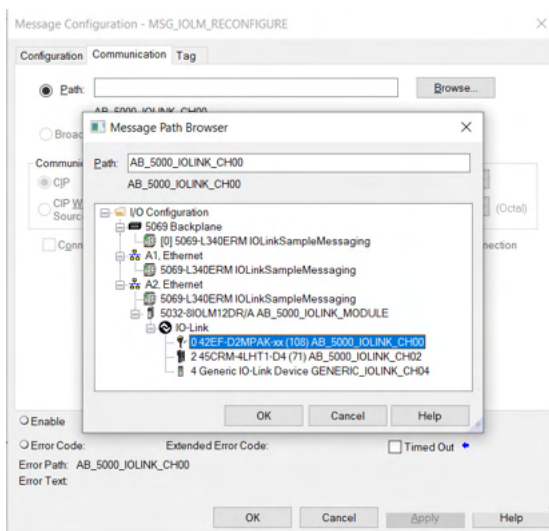 Message Configuration - MSG_IOLM_RECONFIGURE
Configuration Communication Tag
Path:
Browse...
AB_5000_IOLINK_CH00
Broad
Message Path Browser
Path: AB_5000_IOLINK_CH00
AB_5000_IOLINK_CH00
Communi
CIP
CIP W
Source
(Octal)
Conn
nection
I/O Configuration
5069 Backplane
[0] 5069-L340ERM IOLinkSampleMessaging
A1, Ethernet
5069-L340ERM IOLinkSampleMessaging
A2, Ethernet
5069-L340ERM IOLinkSampleMessaging
5032-8IOLM12DR/A AB_5000_IOLINK_MODULE
IO-Link
0 42EF-D2MPAK-xx (108) AB_5000_IOLINK_CH00
2 45CRM-4LHT1-D4 (71) AB_5000_IOLINK_CH02
4 Generic IO-Link Device GENERIC_IOLINK_CH04
OK Cancel Help
Enable
Error Code: Extended Error Code: Timed Out
Error Path: AB_5000_IOLINK_CH00
Error Text:
OK Cancel Apply Help